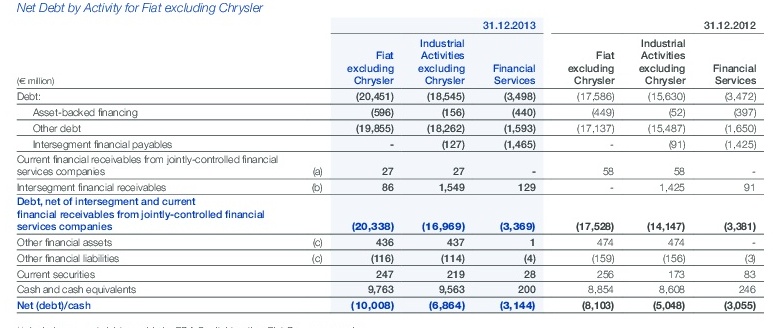 Net Debt by Activity for Fiat excluding Chrysler
31.12.2013 31.12.2012
Industrial Industrial
Fiat Activities Fiat Activities
excluding excluding Financial excluding excluding Financial
(€ million) Chrysler Chrysler Services Chrysler Chrysler Services
Debt: (20,451) (18,545) (3,498) (17,586) (15,630) (3,472)
Asset-backed financing (596) (156) (440) (449) (52) (397)
Other debt (19,855) (18,262) (1,593) (17,137) (15,487) (1,650)
Intersegment financial payables - (127) (1,465) - (91) (1,425)
Current financial receivables from jointly-controlled financial
services companies (a) 27 27 - 58 58 -
Intersegment financial receivables (b) 86 1,549 129 - 1,425 91
Debt, net of intersegment and current
financial receivables from jointly-controlled financial
services companies (20,338) (16,969) (3,369) (17,528) (14,147) (3,381)
Other financial assets (c) 436 437 1 474 474 -
Other financial liabilities (c) (116) (114) (4) (159) (156) (3)
Current securities 247 219 28 256 173 83
Cash and cash equivalents 9,763 9,563 200 8,854 8,608 246
Net (debt)/cash (10,008) (6,864) (3,144) (8,103) (5,048) (3,055)